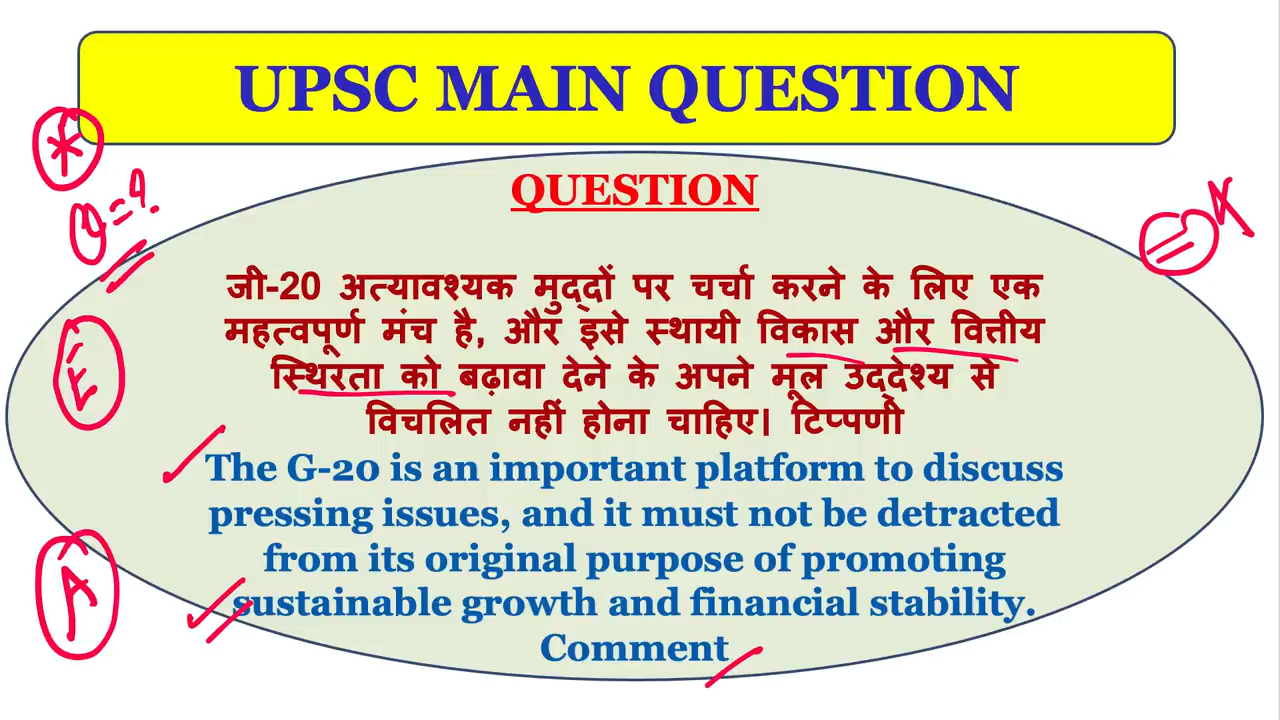 UPSC MAIN QUESTION
QUESTION
जी-20 अत्यावश्यक मुद्दों पर चर्चा करने के लिए एक
महत्वपूर्ण मंच है, और इसे स्थायी विकास और वित्तीय
स्थिरता को बढ़ावा देने के अपने मूल उद्देश्य से
विचलित नहीं होना चाहिए। टिप्पणी
The G-20 is an important platform to discuss
pressing issues, and it must not be detracted
from its original purpose of promoting
sustainable growth and financial stability.
Comment
E
A